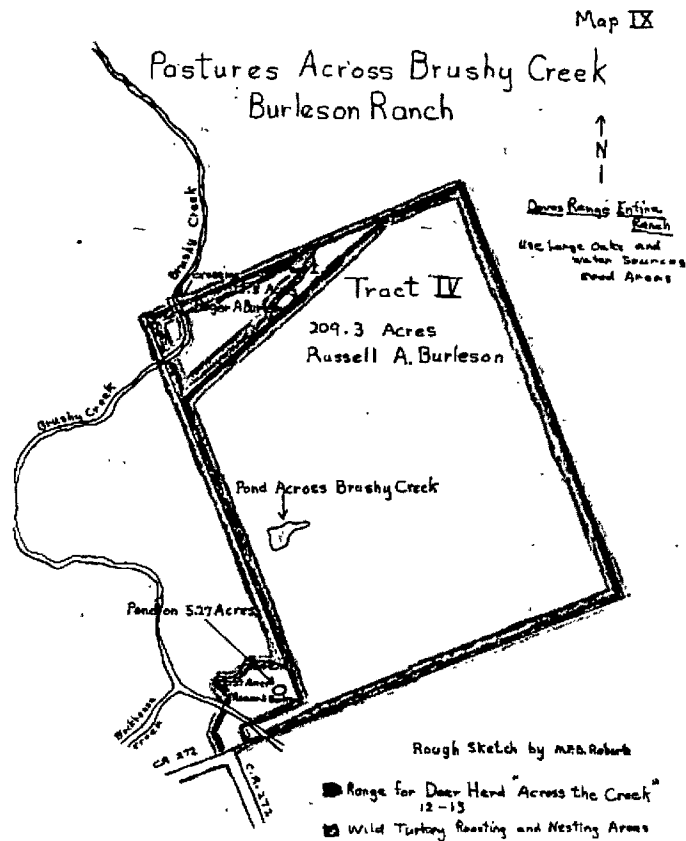 Map IX
Pastures Across Brushy Creek
Burleson Ranch
N
Doves Range Entire
Ranch
Use Large Oaks and
Water Sources
Brushy Creek
Crossing
Tract IV
209.3 Acres
Russell A. Burleson
Brushy Creek
Pond Across Brushy Creek
Pond on 5.27 Acres
Creek
CR 272
C.R. 272
Rough Sketch by M.P.B. Roberts
Range for Deer Herd "Across the Creek"
12-13
Wild Turkey Roosting and Nesting Areas